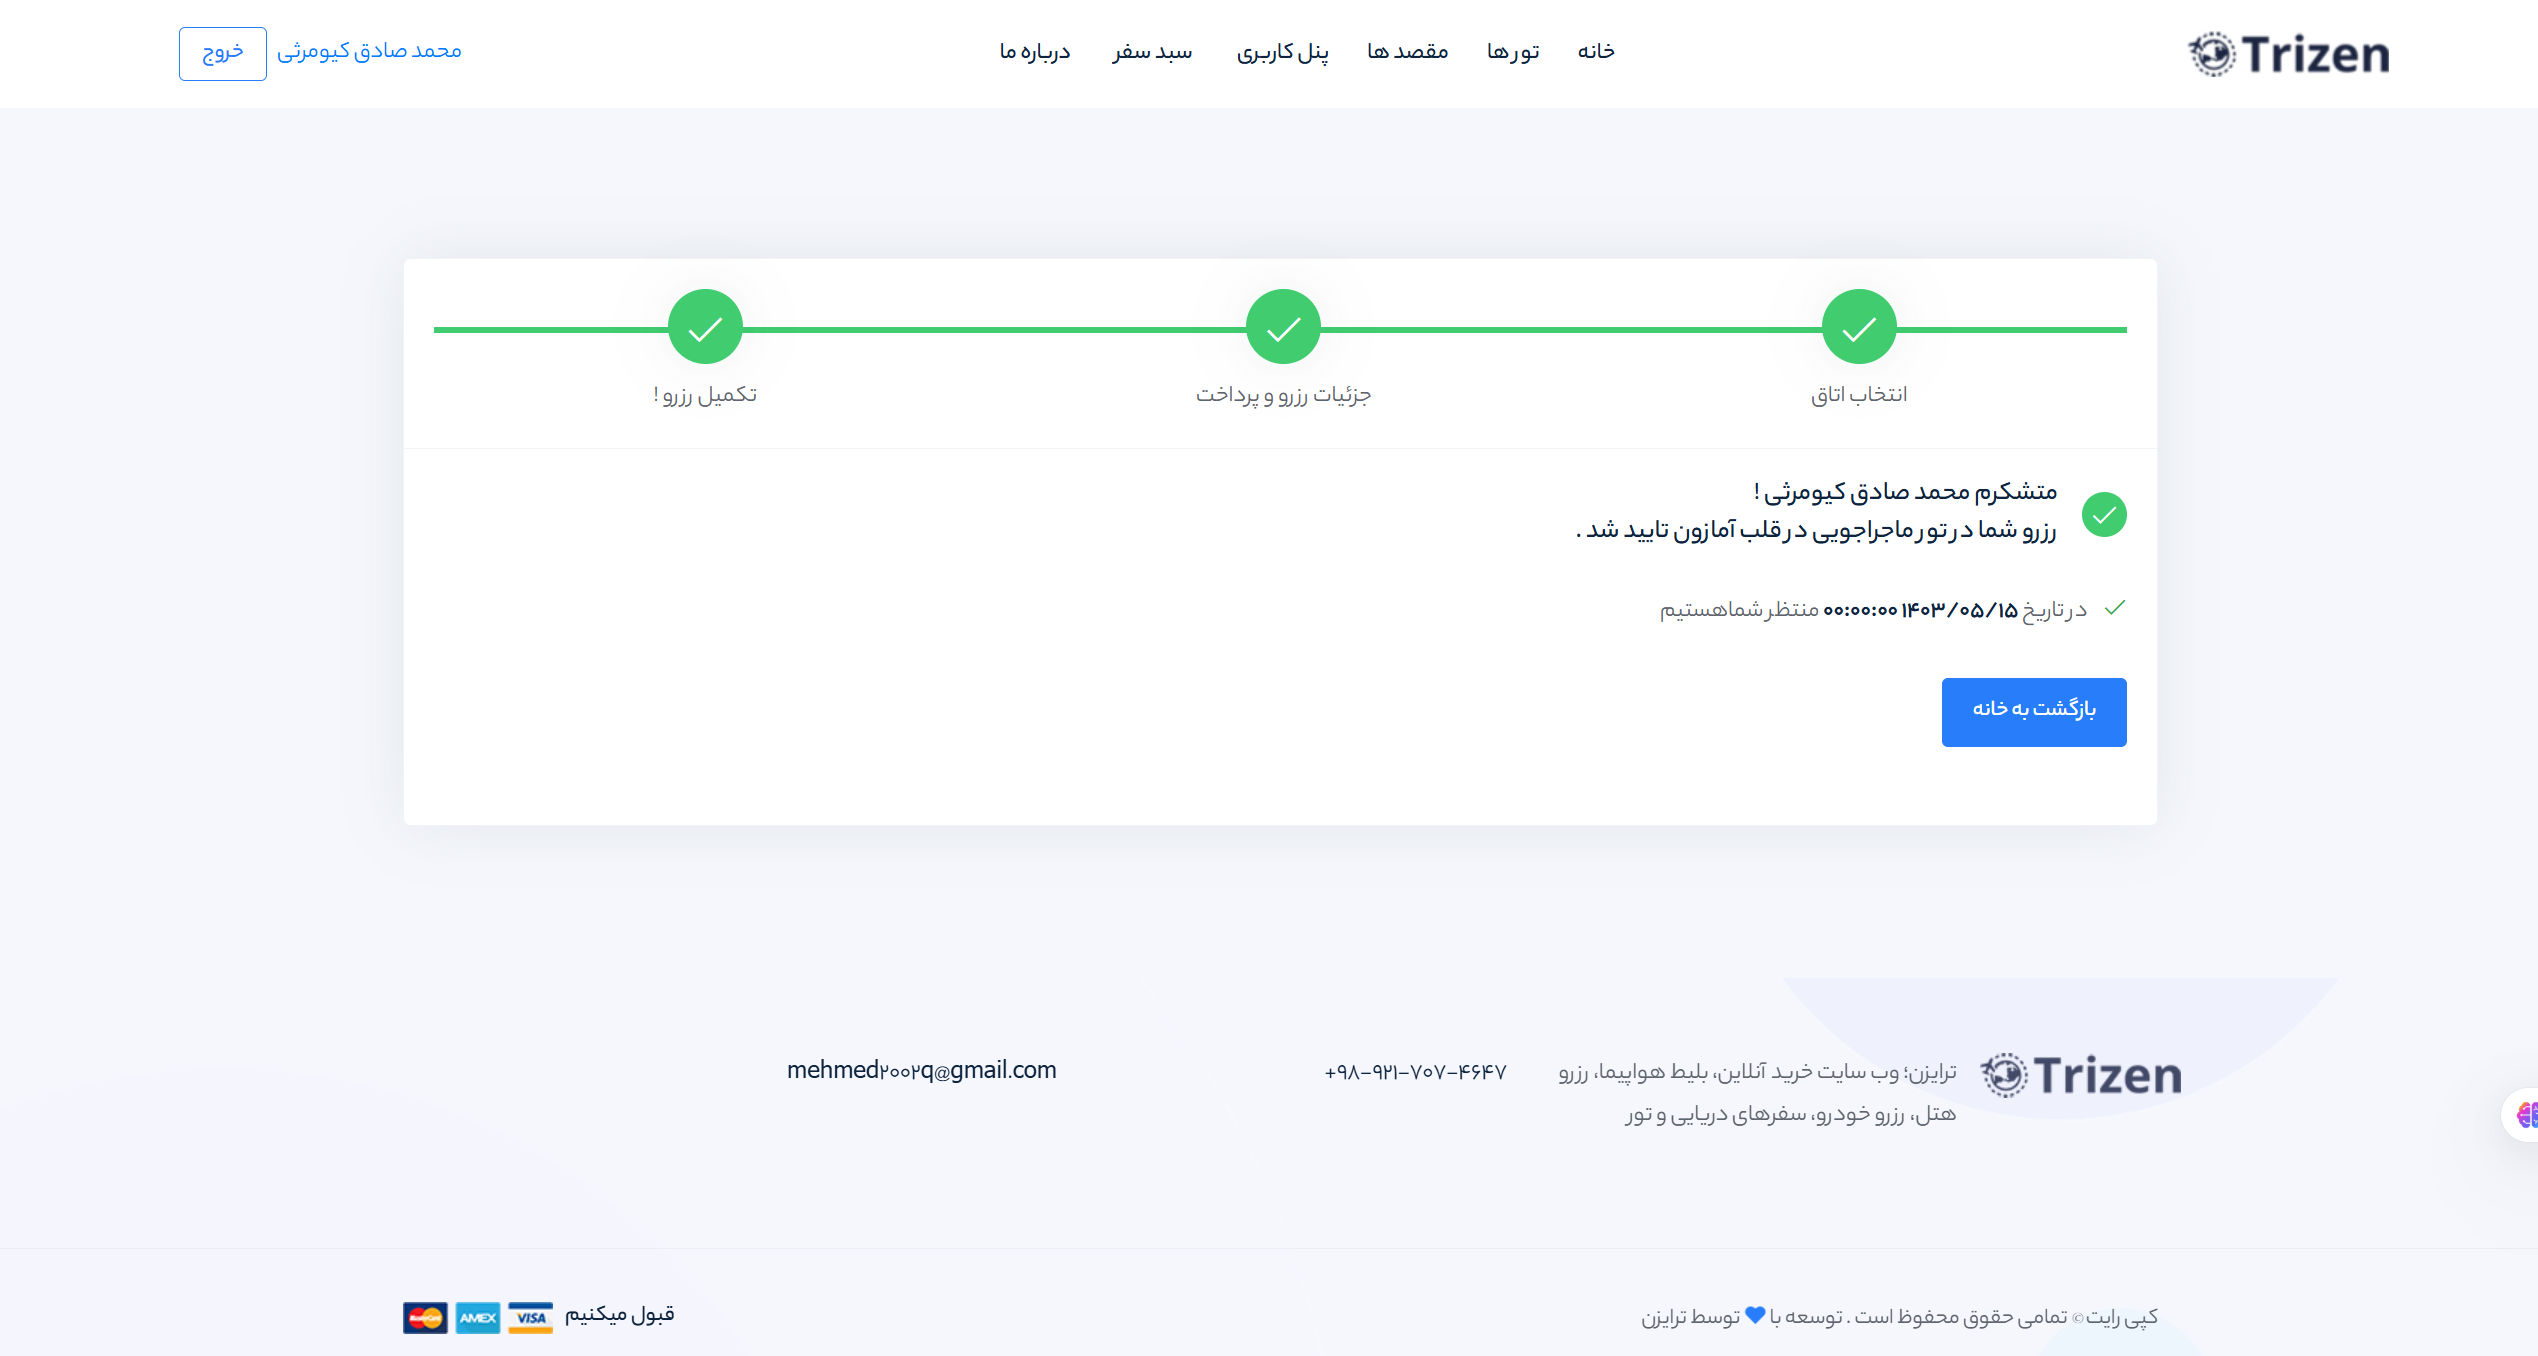 Trizen
خانه
تور ها
مقصد ها
پنل کاربری
سبد سفر
درباره ما
محمد صادق کیومرثی
خروج
انتخاب اتاق
جزئیات رزرو و پرداخت
تکمیل رزرو !
متشکرم محمد صادق کیومرثی !
رزرو شما در تور ماجراجویی در قلب آمازون تایید شد .
در تاریخ ۱۴۰۳/۰۵/۱۵ ۰۰:۰۰:۰۰ منتظر شماهستیم
بازگشت به خانه
Trizen
ترایزن؛ وب سایت خرید آنلاین، بلیط هواپیما، رزرو
هتل، رزرو خودرو، سفرهای دریایی و تور
+۹۸-۹۲۱-۷۰۷-۴۶۴۷
mehmed۲۰۰۲q@gmail.com
کپی رایت© تمامی حقوق محفوظ است . توسعه با توسط ترایزن
قبول میکنیم
VISA
AMEX
MasterCard